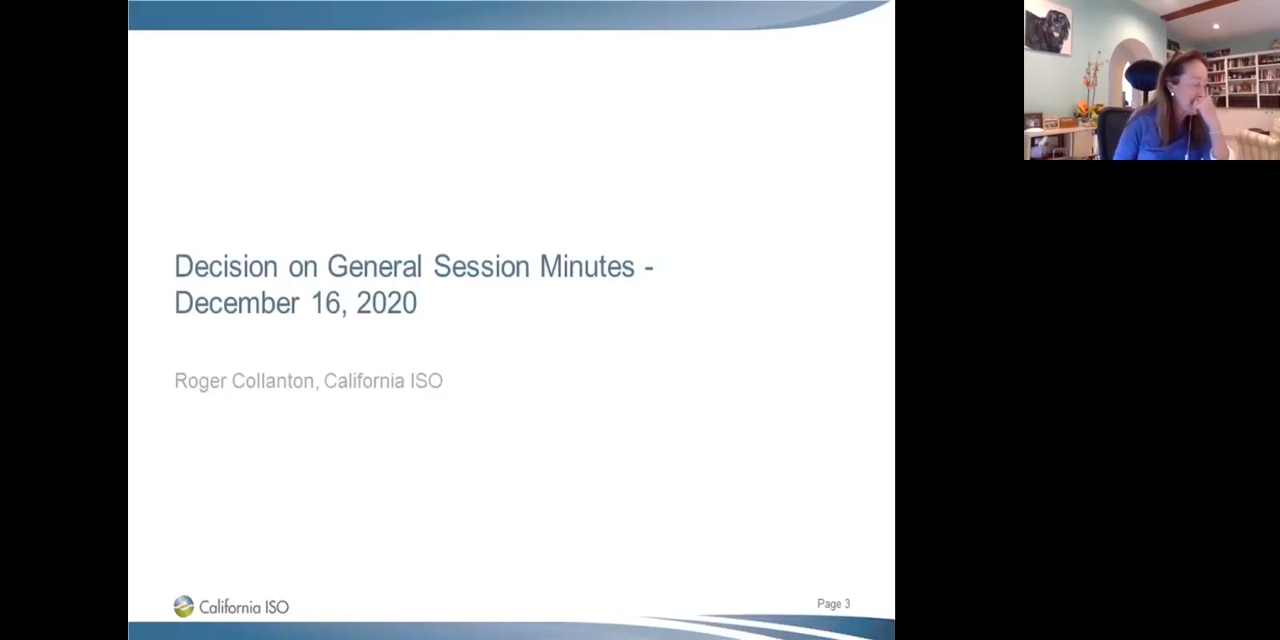 Decision on General Session Minutes -
December 16, 2020
Roger Collanton, California ISO
California ISO
Page 3